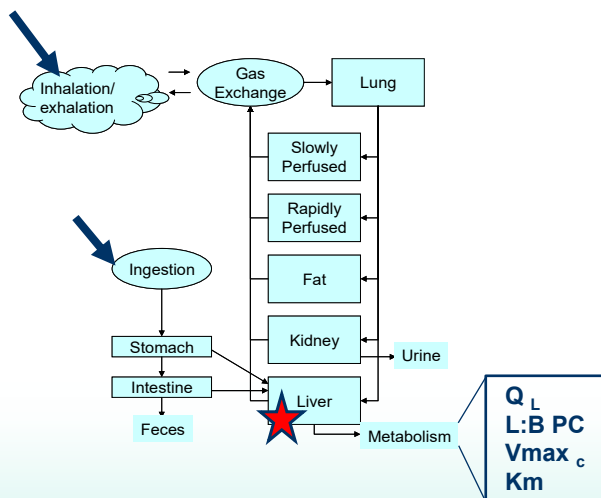 Inhalation/
exhalation
Gas
Exchange
Lung
Slowly
Perfused
Rapidly
Perfused
Ingestion
Fat
Kidney
Stomach
Urine
Intestine
Liver
Feces
Metabolism
Q L
L:B PC
Vmax c
Km